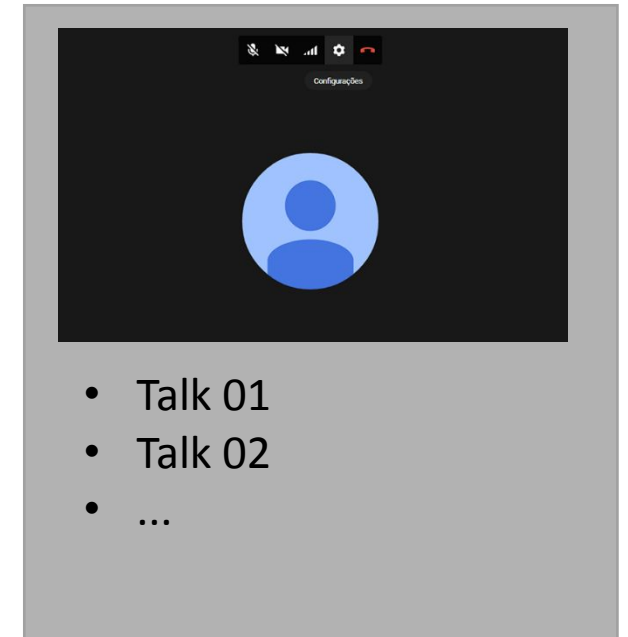 Configurações
• Talk 01
• Talk 02
• ...